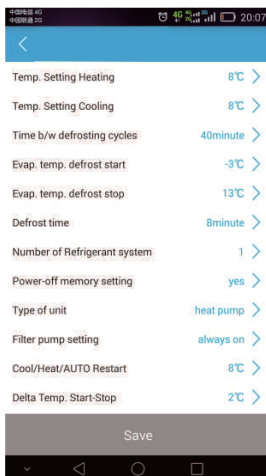 中国电信 4G
中国联通 2G
4G
20:07
Temp. Setting Heating 8℃
Temp. Setting Cooling 8℃
Time b/w defrosting cycles 40minute
Evap. temp. defrost start -3℃
Evap. temp. defrost stop 13℃
Defrost time 8minute
Number of Refrigerant system 1
Power-off memory setting yes
Type of unit heat pump
Filter pump setting always on
Cool/Heat/AUTO Restart 8℃
Delta Temp. Start-Stop 2℃
Save